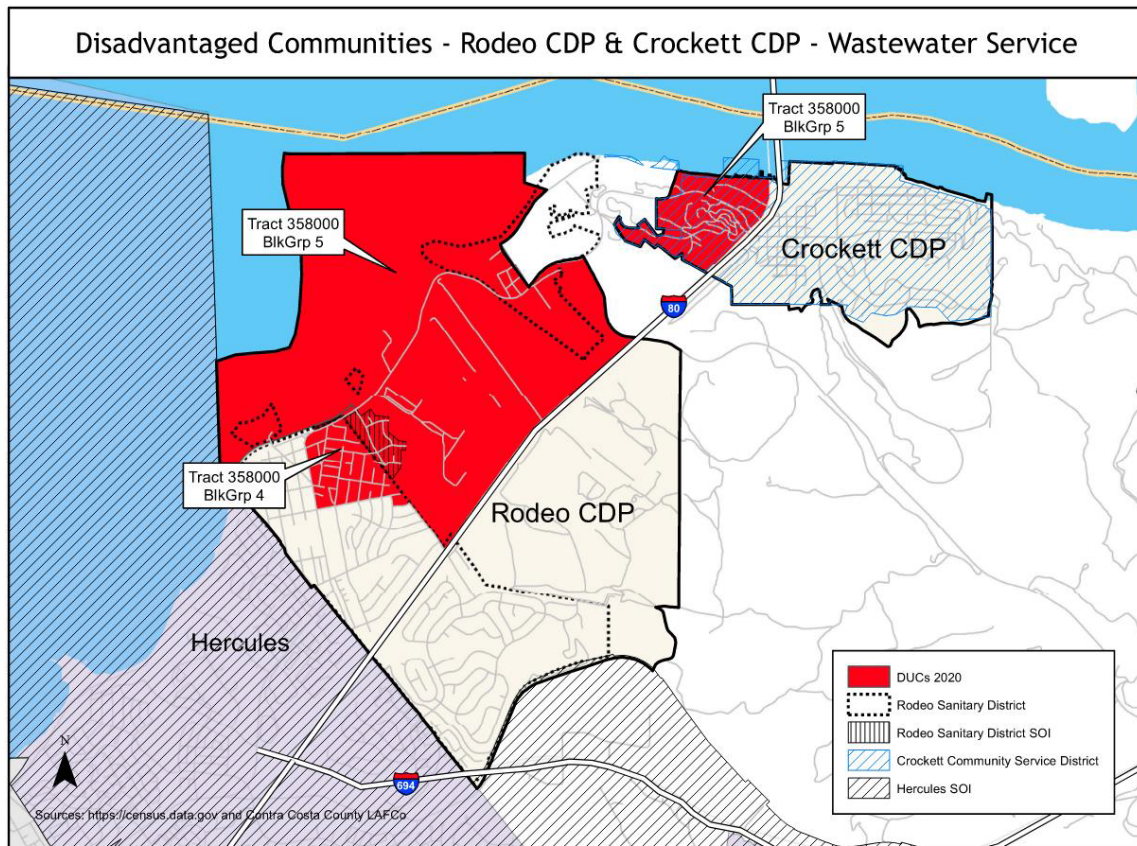 Disadvantaged Communities - Rodeo CDP & Crockett CDP - Wastewater Service
Tract 358000
BlkGrp 5
Tract 358000
BlkGrp 5
Crockett CDP
80
Tract 358000
BlkGrp 4
Rodeo CDP
Hercules
N
694
DUCs 2020
Rodeo Sanitary District
Rodeo Sanitary District SOI
Crockett Community Service District
Hercules SOI
Sources: https://census.data.gov and Contra Costa County LAFCo